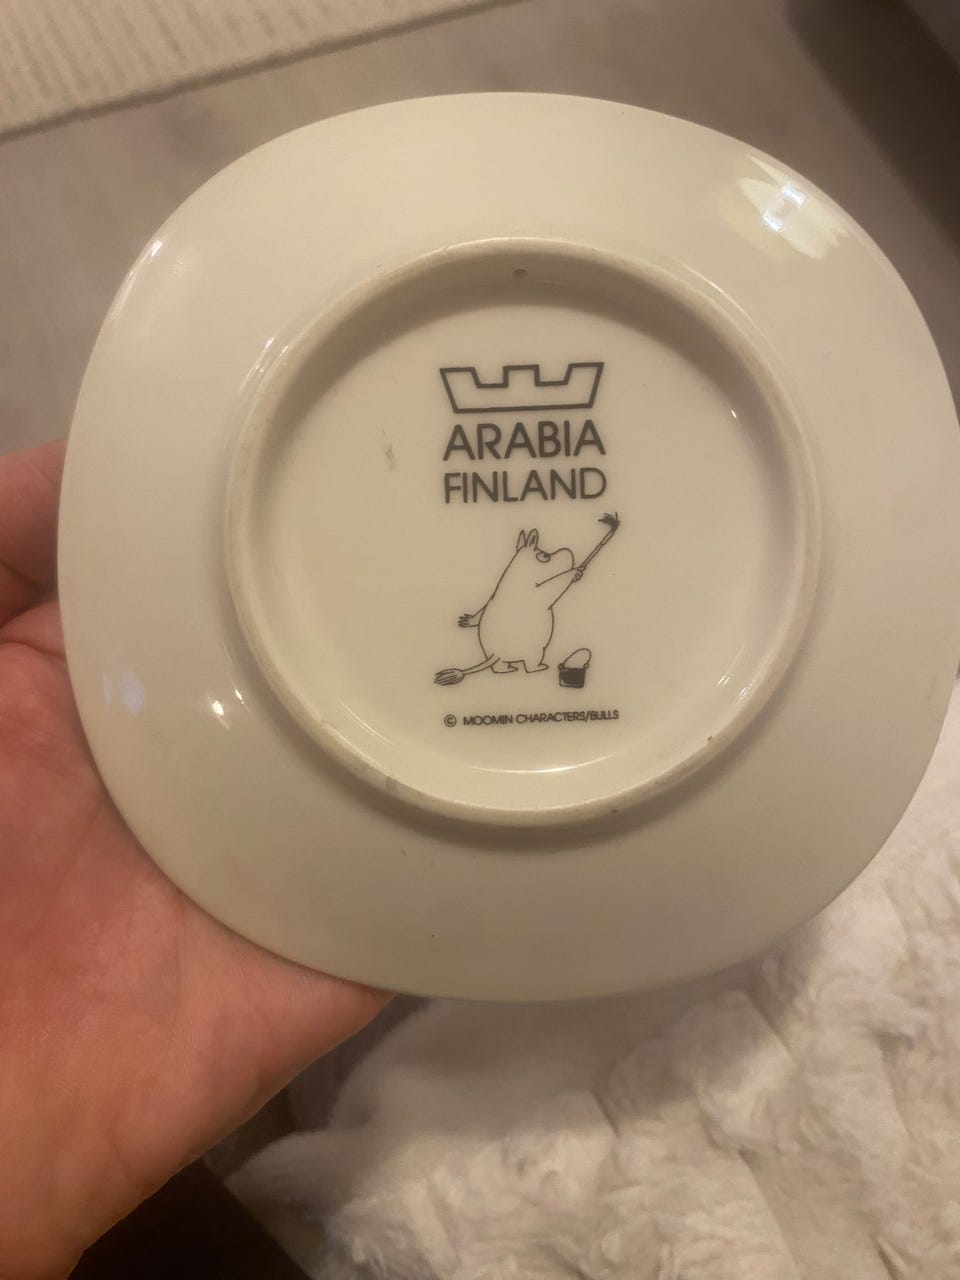 ARABIA
FINLAND
© MOOMIN CHARACTERS/BULLS